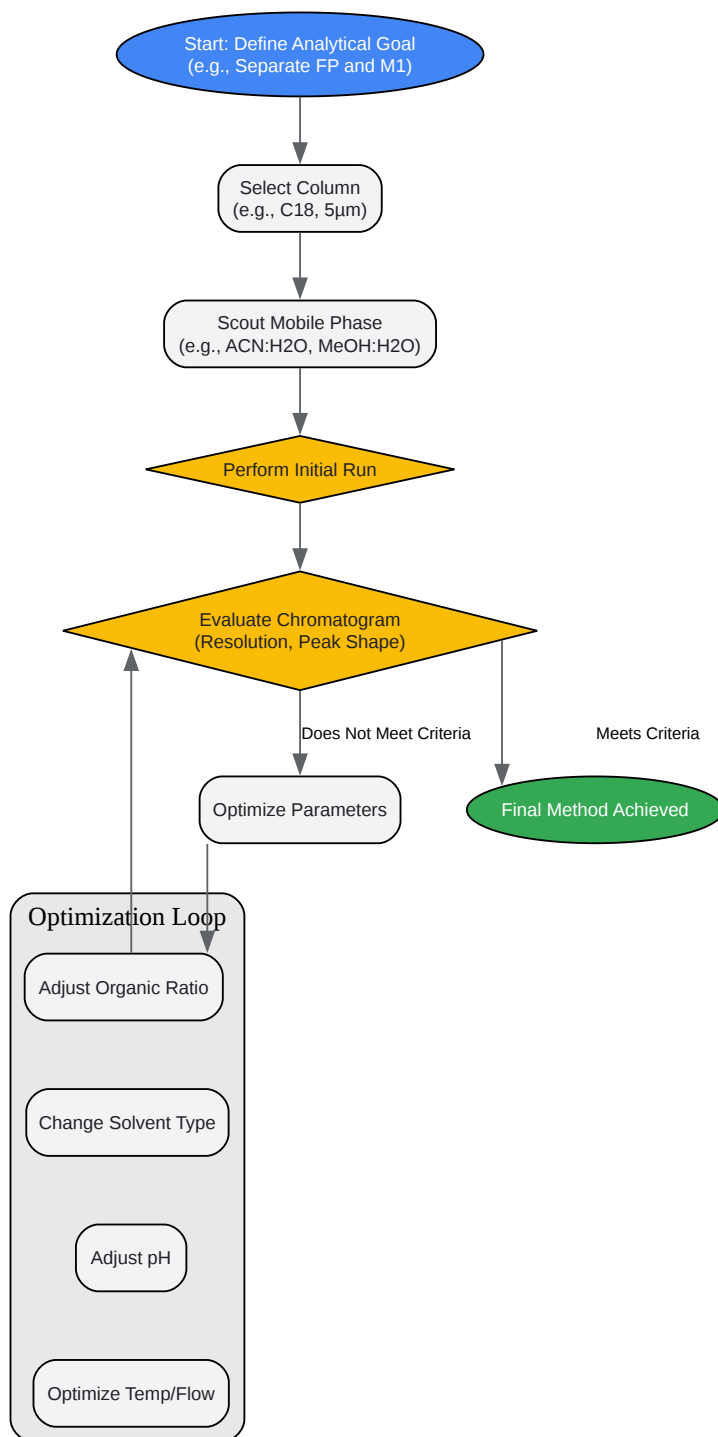 Start: Define Analytical Goal
(e.g., Separate FP and M1)
Select Column
(e.g., C18, 5µm)
Scout Mobile Phase
(e.g., ACN:H2O, MeOH:H2O)
Perform Initial Run
Evaluate Chromatogram
(Resolution, Peak Shape)
Does Not Meet Criteria
Meets Criteria
Optimize Parameters
Final Method Achieved
Optimization Loop
Adjust Organic Ratio
Change Solvent Type
Adjust pH
Optimize Temp/Flow